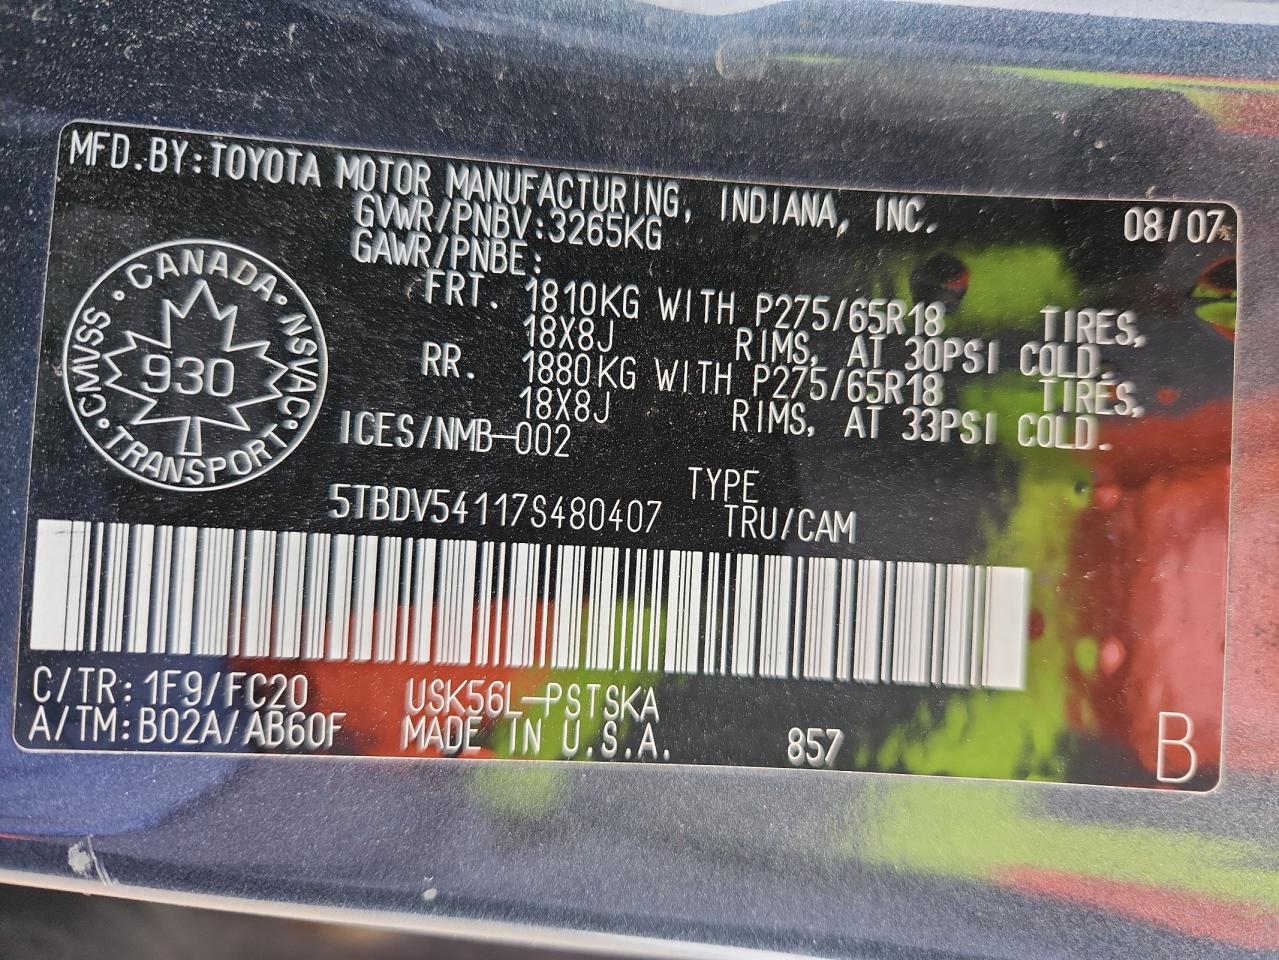 MFD.BY:TOYOTA MOTOR MANUFACTURING, INDIANA, INC. 08/07
GVWR/PNBV:3265KG
GAWR/PNBE:
FRT. 1810KG WITH P275/65R18 TIRES,
18X8J RIMS, AT 30PSI COLD.
RR. 1880KG WITH P275/65R18 TIRES,
18X8J RIMS, AT 33PSI COLD.
CMVSS · CANADA · NSVAC · TRANSPORT ·
930
ICES/NMB-002
5TBDV54117S480407
TYPE
TRU/CAM
C/TR:1F9/FC20 USK56L-PSTSKA
A/TM:B02A/AB60F MADE IN U.S.A. 857 B